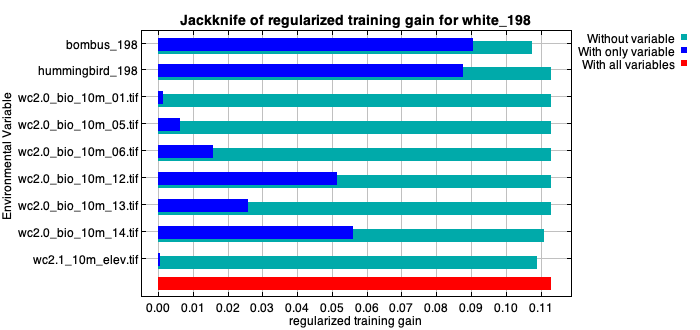 Jackknife of regularized training gain for white_198
Without variable
With only variable
With all variables
Environmental Variable
bombus_198
hummingbird_198
wc2.0_bio_10m_01.tif
wc2.0_bio_10m_05.tif
wc2.0_bio_10m_06.tif
wc2.0_bio_10m_12.tif
wc2.0_bio_10m_13.tif
wc2.0_bio_10m_14.tif
wc2.1_10m_elev.tif
0.00 0.01 0.02 0.03 0.04 0.05 0.06 0.07 0.08 0.09 0.10 0.11
regularized training gain